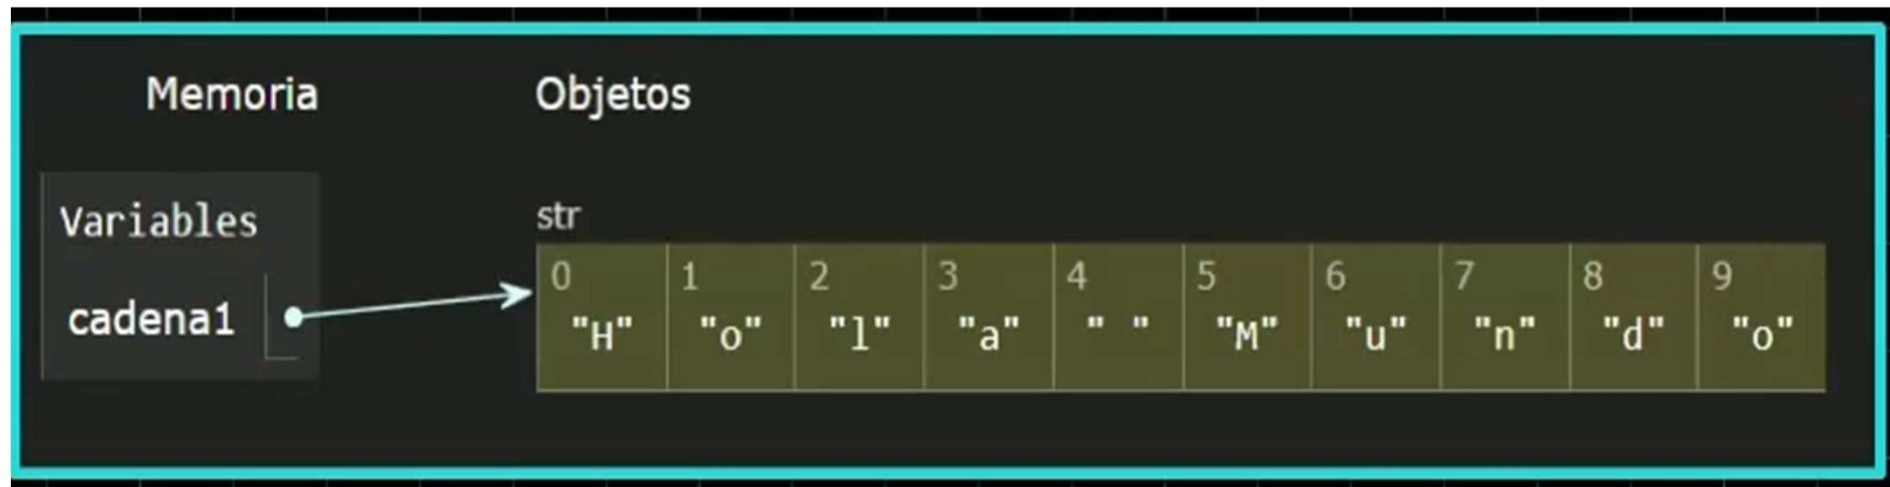 Memoria Objetos
Variables
str
cadena1
0 1 2 3 4 5 6 7 8 9
"H" "o" "l" "a" " " "M" "u" "n" "d" "o"